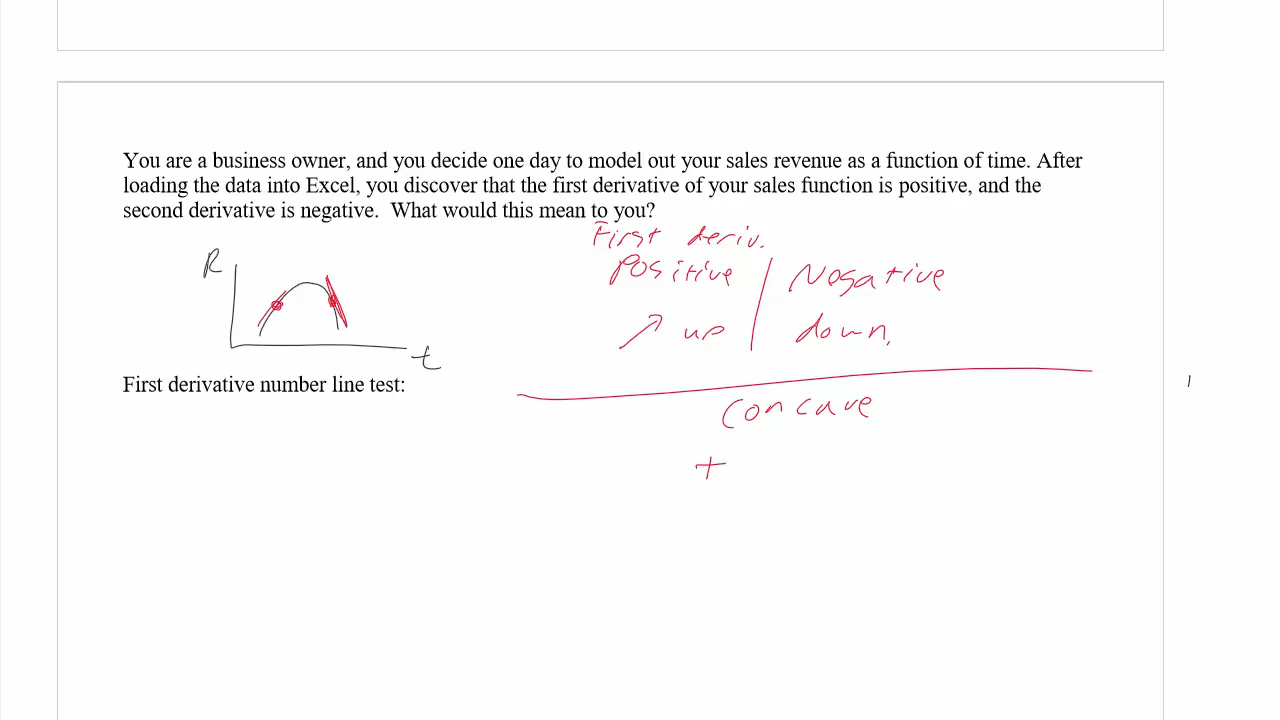 You are a business owner, and you decide one day to model out your sales revenue as a function of time. After
loading the data into Excel, you discover that the first derivative of your sales function is positive, and the
second derivative is negative. What would this mean to you?
First deriv.
R
positive | Negative
up | down.
t
First derivative number line test:
concave
+